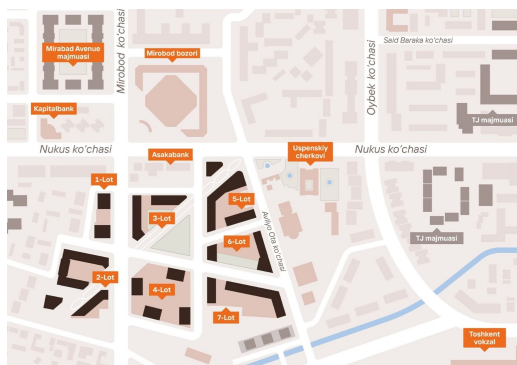 Mirabad Avenue
majmuasi
Mirobod ko'chasi
Mirobod bozori
Oybek ko'chasi
Said Baraka ko'chasi
Kapitalbank
TJ majmuasi
Nukus ko'chasi
Asakabank
Uspenskiy
cherkovi
Nukus ko'chasi
1-Lot
5-Lot
3-Lot
Avliyo Ota ko'chasi
6-Lot
TJ majmuasi
2-Lot
4-Lot
7-Lot
Toshkent
vokzal